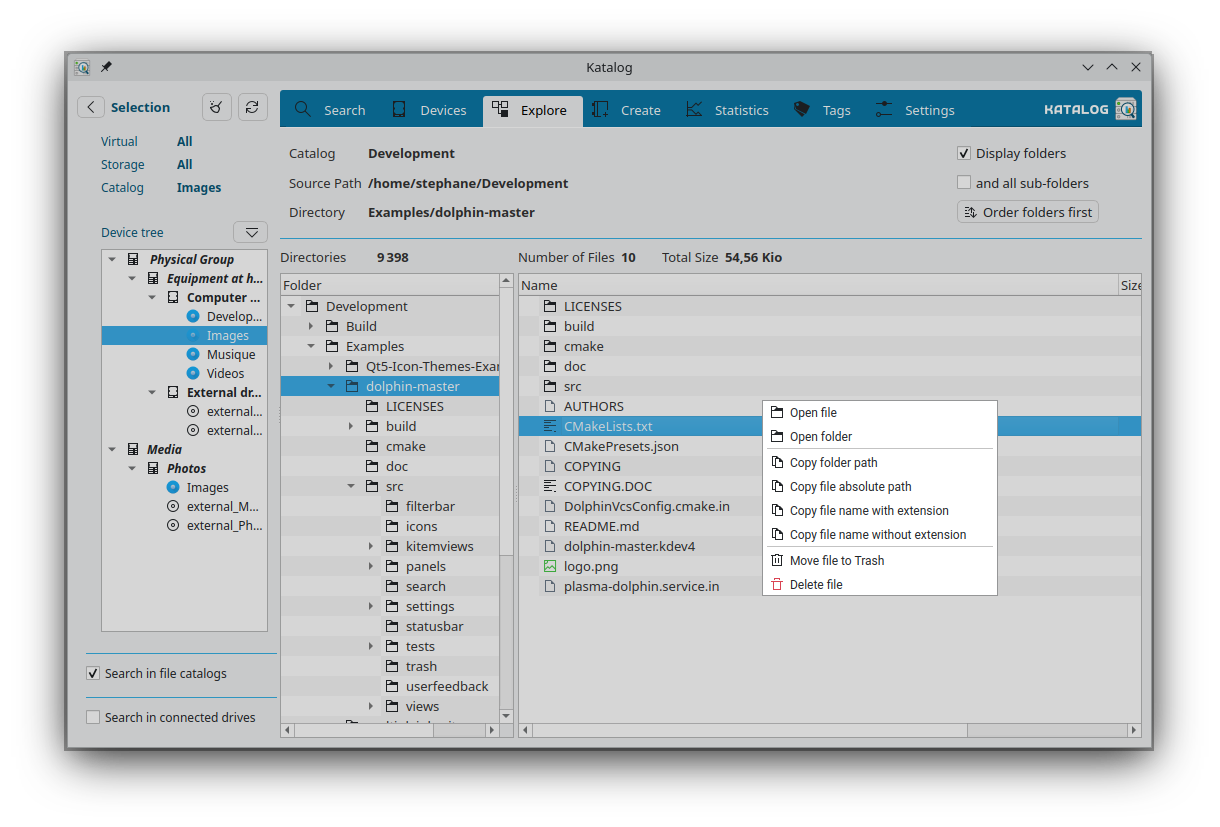 Katalog
Selection
Virtual All
Storage All
Catalog Images
Device tree
Physical Group
Equipment at h...
Computer ...
Develop...
Images
Musique
Videos
External dr...
external...
external...
Media
Photos
Images
external_M...
external_Ph...
Search in file catalogs
Search in connected drives
Search Devices Explore Create Statistics Tags Settings KATALOG
Catalog Development
Source Path /home/stephane/Development
Directory Examples/dolphin-master
Display folders
and all sub-folders
Order folders first
Directories 9 398
Number of Files 10 Total Size 54,56 Kio
Folder
Development
Build
Examples
Qt5-Icon-Themes-Exar
dolphin-master
LICENSES
build
cmake
doc
src
filterbar
icons
kitemviews
panels
search
settings
statusbar
tests
trash
userfeedback
views
Name Size
LICENSES
build
cmake
doc
src
AUTHORS
CMakeLists.txt
CMakePresets.json
COPYING
COPYING.DOC
DolphinVcsConfig.cmake.in
README.md
dolphin-master.kdev4
logo.png
plasma-dolphin.service.in
Open file
Open folder
Copy folder path
Copy file absolute path
Copy file name with extension
Copy file name without extension
Move file to Trash
Delete file